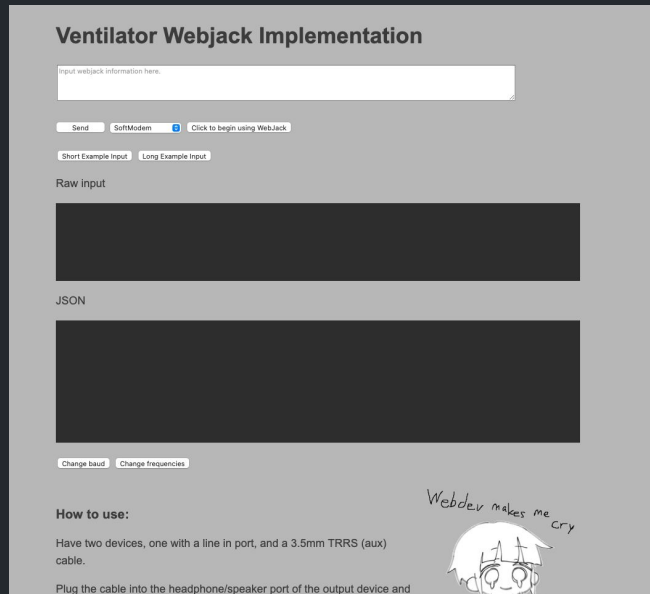 Ventilator Webjack Implementation
Input webjack information here.
Send SoftModem Click to begin using WebJack
Short Example Input Long Example Input
Raw input
JSON
Change baud Change frequencies
Webdev makes me cry
How to use:
Have two devices, one with a line in port, and a 3.5mm TRRS (aux)
cable.
Plug the cable into the headphone/speaker port of the output device and